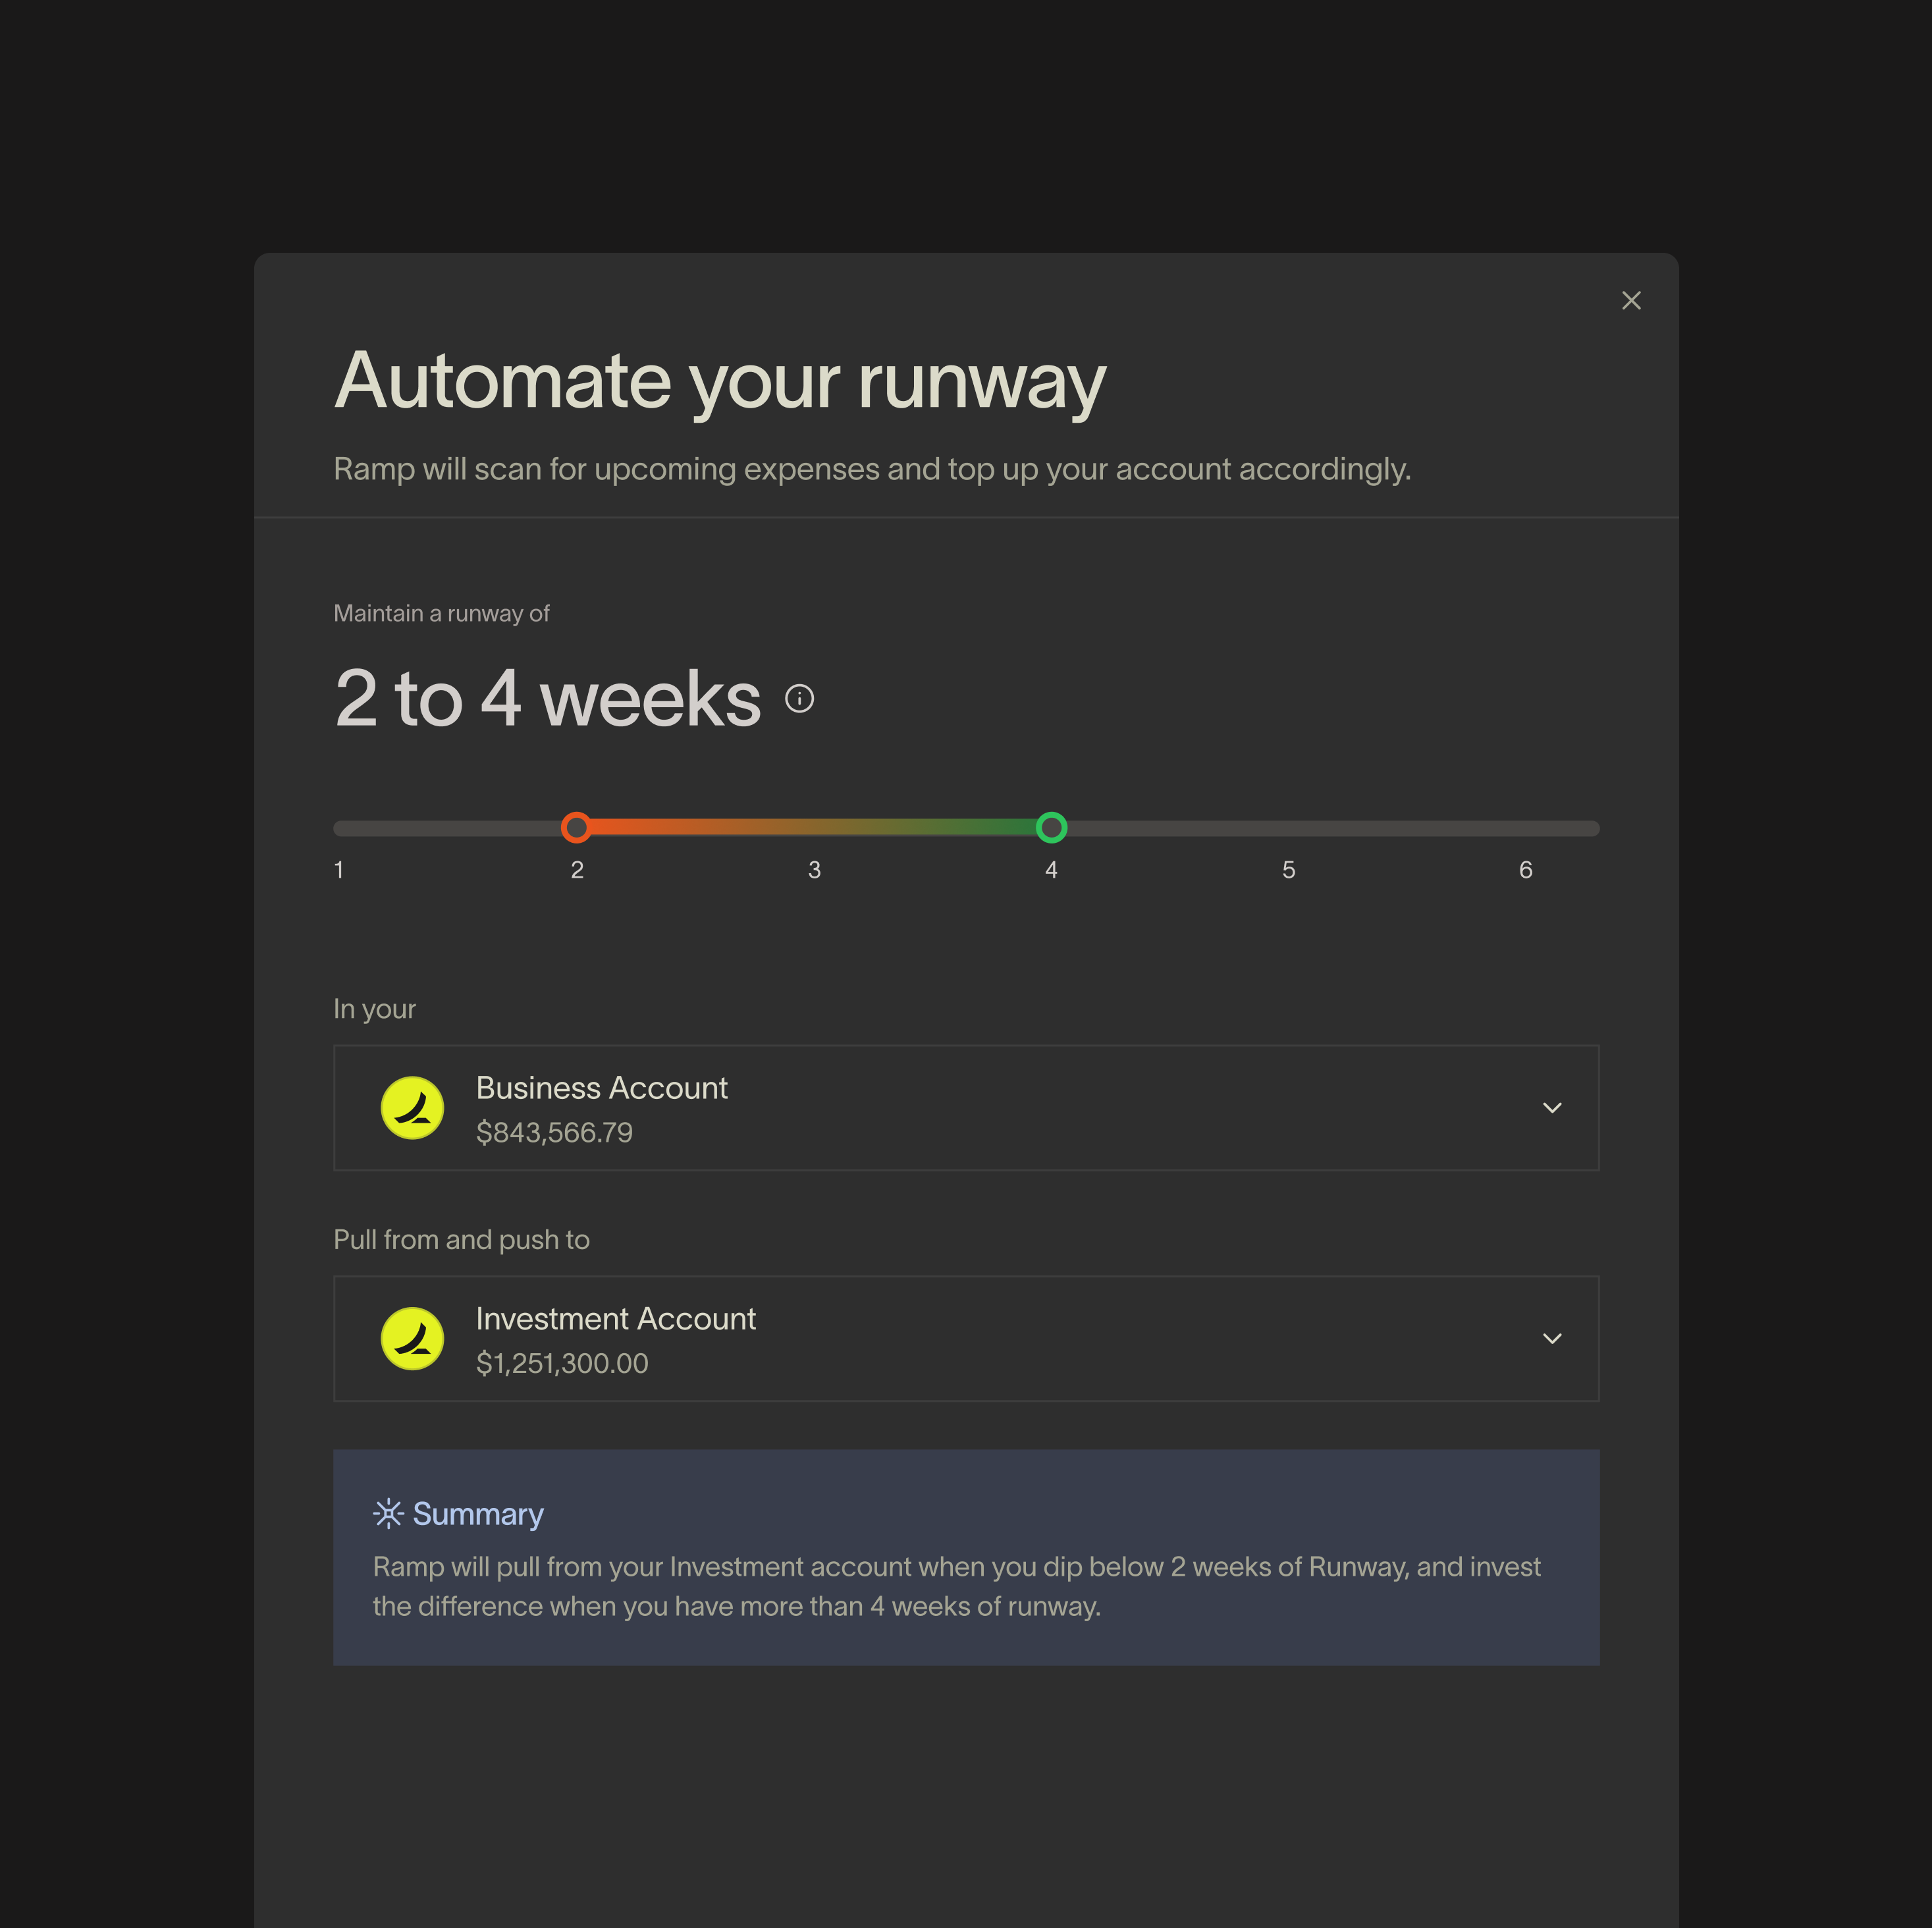 Automate your runway
Ramp will scan for upcoming expenses and top up your account accordingly.
Maintain a runway of
2 to 4 weeks
1 2 3 4 5 6
In your
Business Account
$843,566.79
Pull from and push to
Investment Account
$1,251,300.00
Summary
Ramp will pull from your Investment account when you dip below 2 weeks of Runway, and invest
the difference when you have more than 4 weeks of runway.